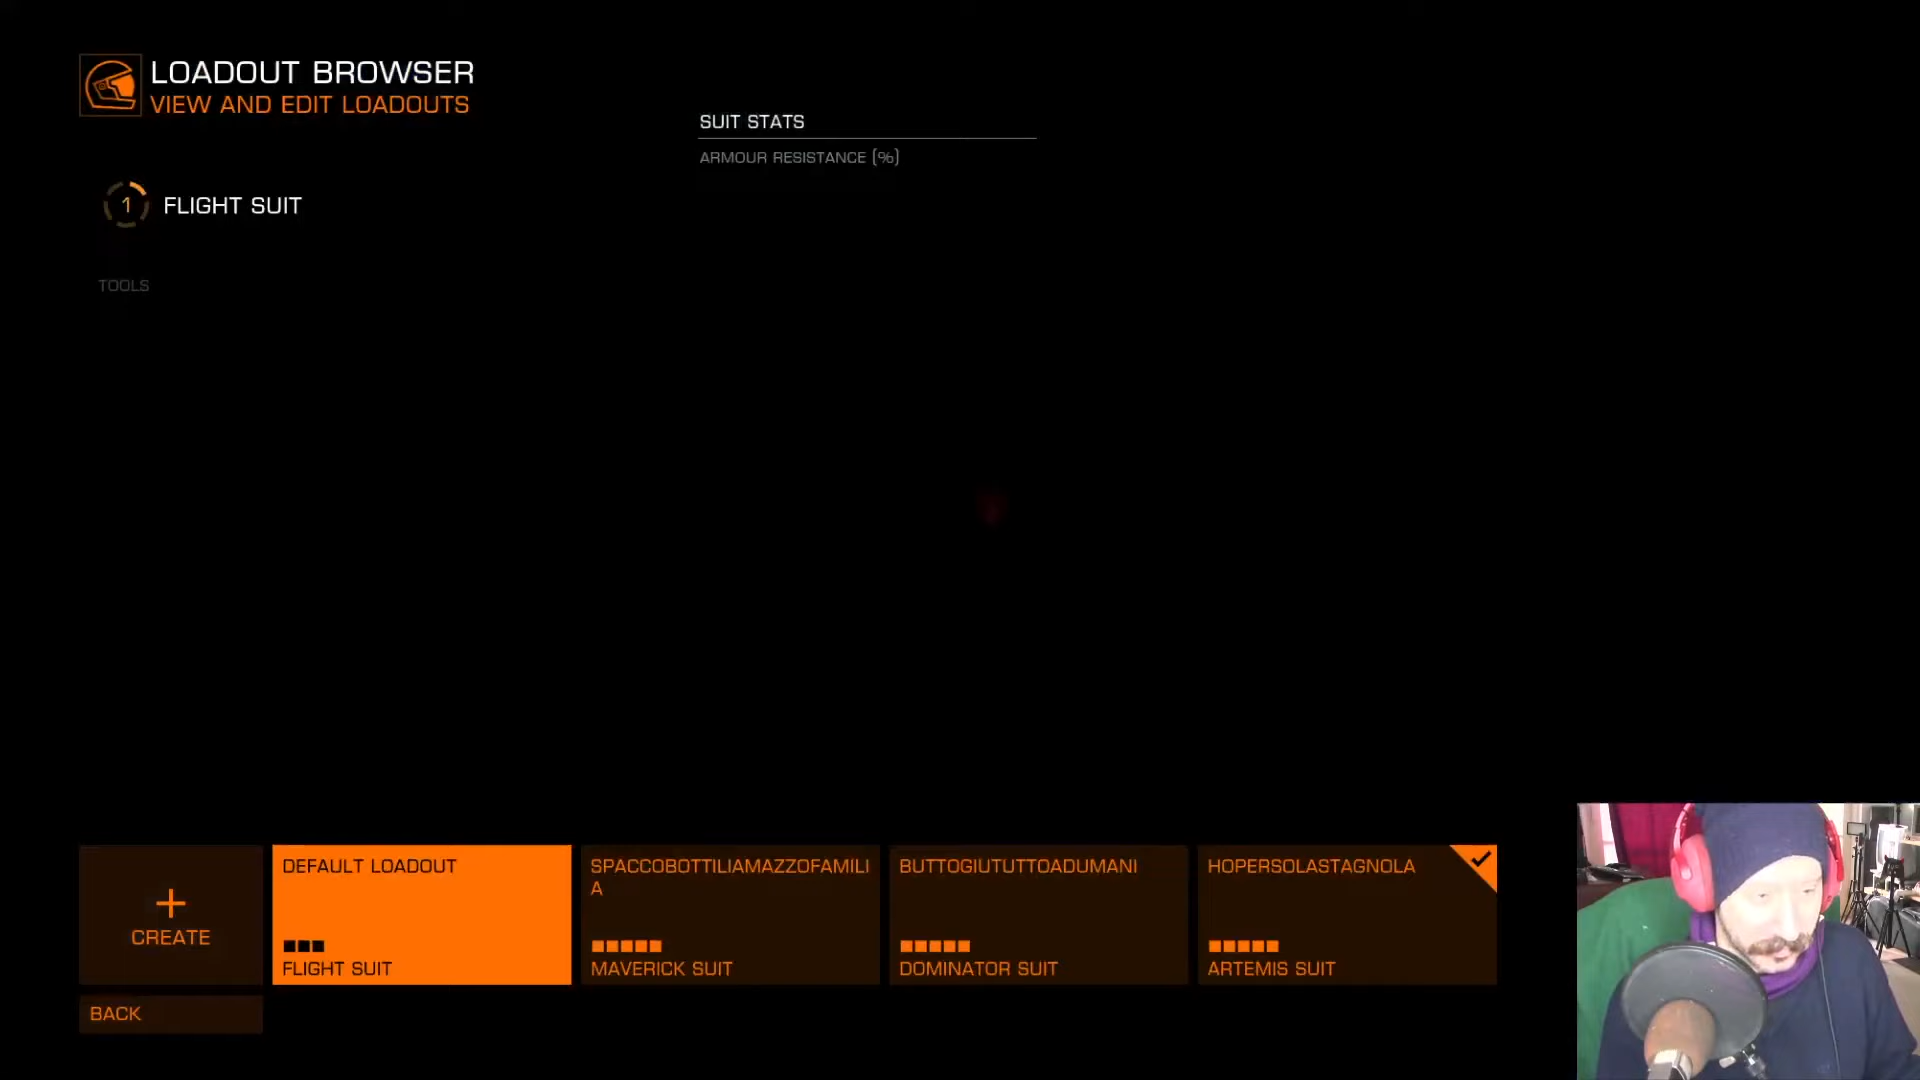 LOADOUT BROWSER
VIEW AND EDIT LOADOUTS
SUIT STATS
ARMOUR RESISTANCE (%)
1 FLIGHT SUIT
TOOLS
+
CREATE
DEFAULT LOADOUT
FLIGHT SUIT
SPACCOBOTTILIAMAZZOFAMILI
A
MAVERICK SUIT
BUTTOGIUTUTTOADUMANI
DOMINATOR SUIT
HOPERSOLASTAGNOLA
ARTEMIS SUIT
BACK